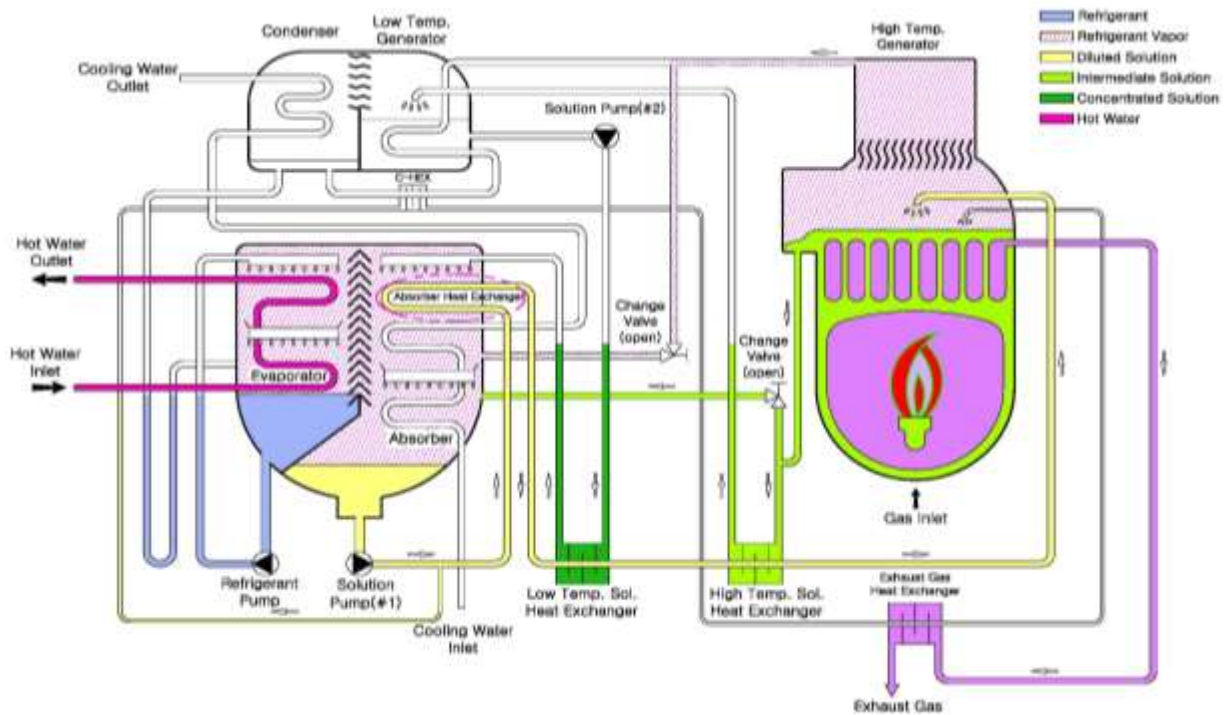 Condenser
Low Temp.
Generator
High Temp.
Generator
Refrigerant
Refrigerant Vapor
Diluted Solution
Intermediate Solution
Concentrated Solution
Hot Water
Cooling Water
Outlet
Solution Pump(#2)
Hot Water
Outlet
Absorber Heat Exchanger
Change
Valve
(open)
Change
Valve
(open)
Hot Water
Inlet
Evaporator
Absorber
Gas Inlet
Refrigerant
Pump
Solution
Pump(#1)
Low Temp. Sol.
Heat Exchanger
High Temp. Sol.
Heat Exchanger
Exhaust Gas
Heat Exchanger
Cooling Water
Inlet
Exhaust Gas